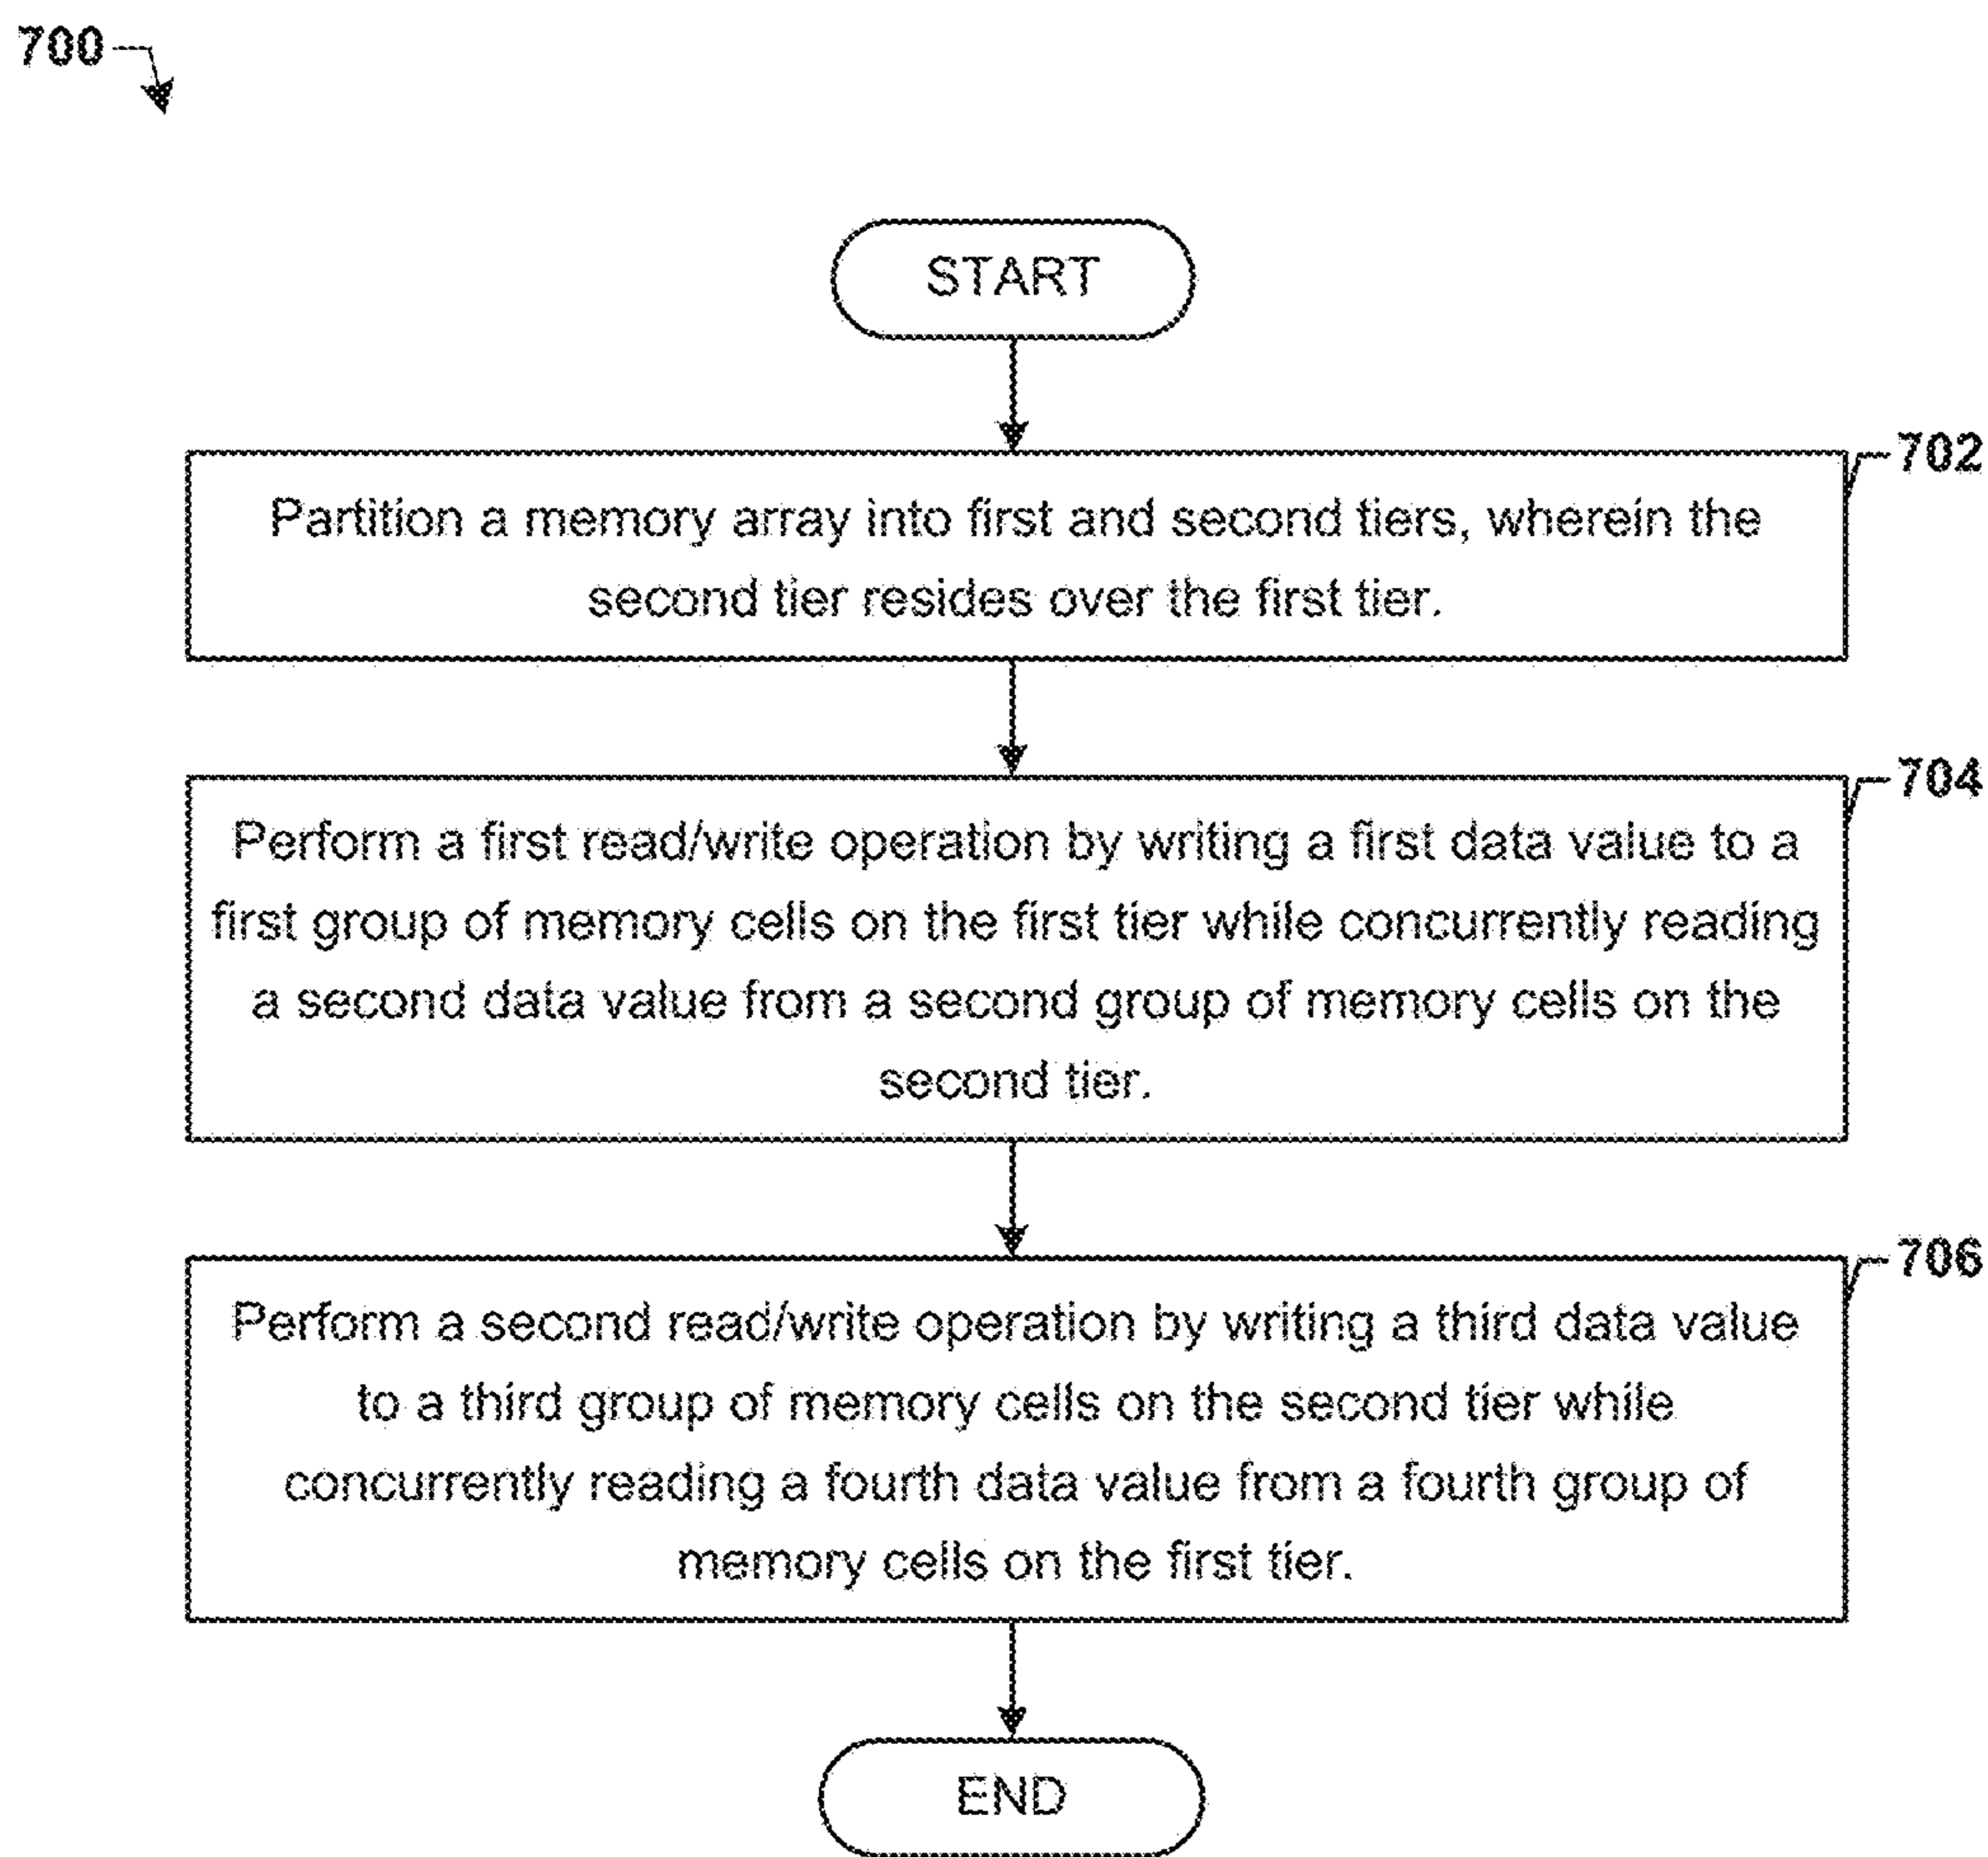 700
START
702
Partition a memory array into first and second tiers, wherein the
second tier resides over the first tier.
704
Perform a first read/write operation by writing a first data value to a
first group of memory cells on the first tier while concurrently reading
a second data value from a second group of memory cells on the
second tier.
706
Perform a second read/write operation by writing a third data value
to a third group of memory cells on the second tier while
concurrently reading a fourth data value from a fourth group of
memory cells on the first tier.
END